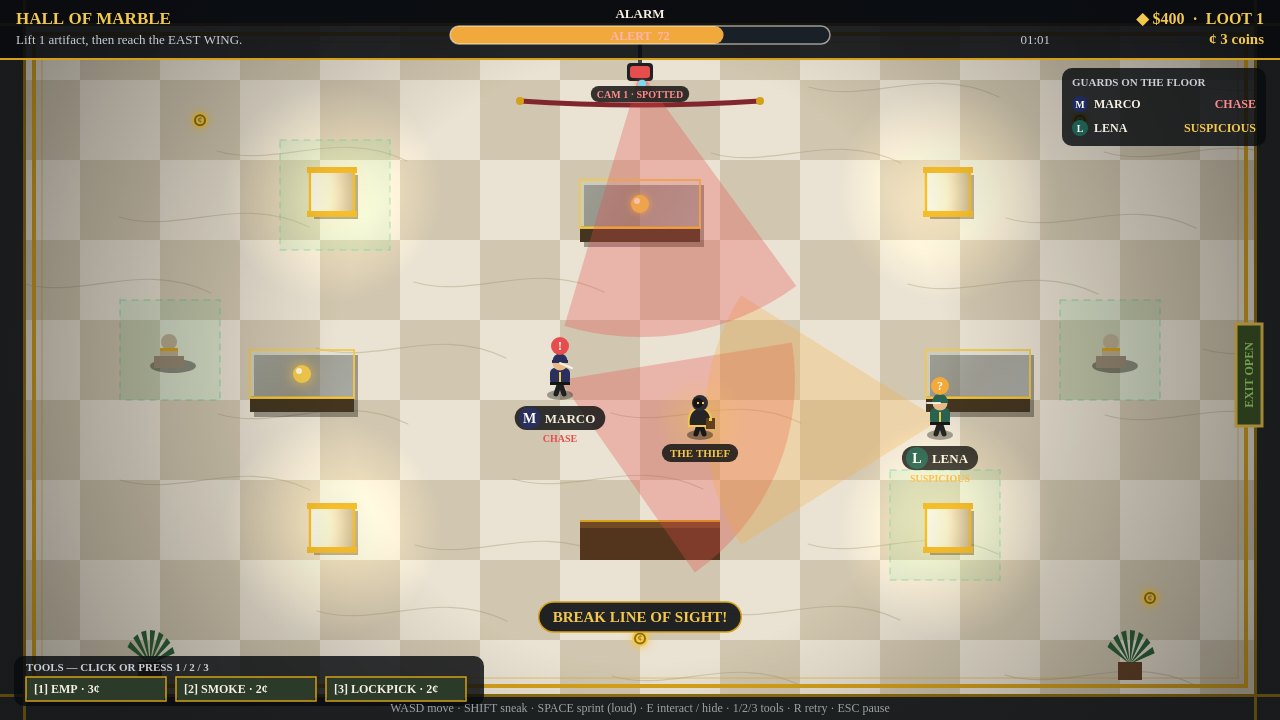 HALL OF MARBLE
Lift 1 artifact, then reach the EAST WING.
ALARM
ALERT 72
01:01
◆ $400 · LOOT 1
¢ 3 coins
CAM 1 · SPOTTED
GUARDS ON THE FLOOR
M MARCO CHASE
L LENA SUSPICIOUS
EXIT OPEN
!
M MARCO
CHASE
THE THIEF
?
L LENA
SUSPICIOUS
BREAK LINE OF SIGHT!
TOOLS — CLICK OR PRESS 1 / 2 / 3
[1] EMP · 3¢
[2] SMOKE · 2¢
[3] LOCKPICK · 2¢
WASD move · SHIFT sneak · SPACE sprint (loud) · E interact / hide · 1/2/3 tools · R retry · ESC pause